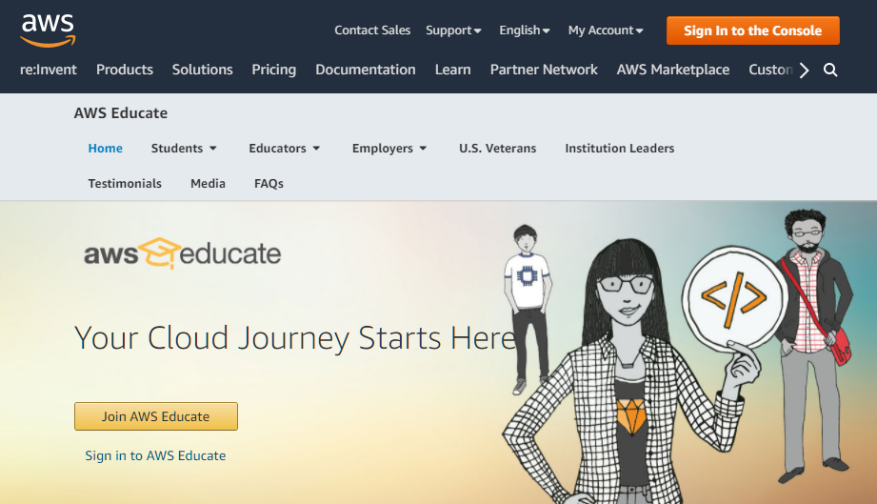 aws
Contact Sales Support English My Account Sign In to the Console
re:Invent Products Solutions Pricing Documentation Learn Partner Network AWS Marketplace Custon
AWS Educate
Home Students Educators Employers U.S. Veterans Institution Leaders
Testimonials Media FAQs
aws educate
Your Cloud Journey Starts Here
</>
Join AWS Educate
Sign in to AWS Educate